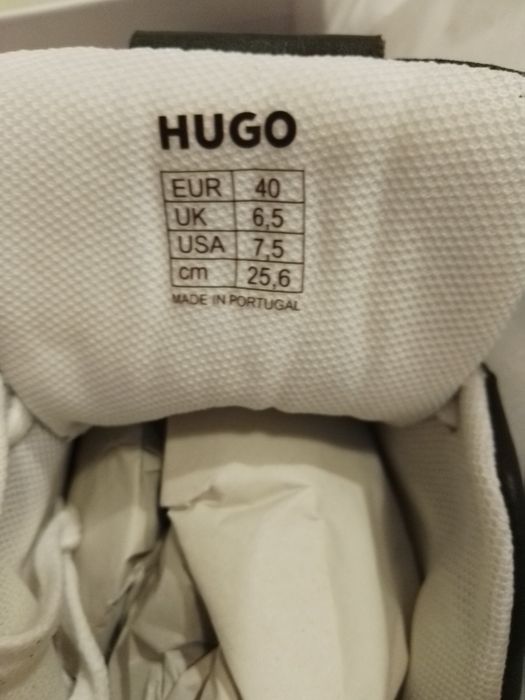 HUGO
EUR 40
UK 6,5
USA 7,5
cm 25,6
MADE IN PORTUGAL